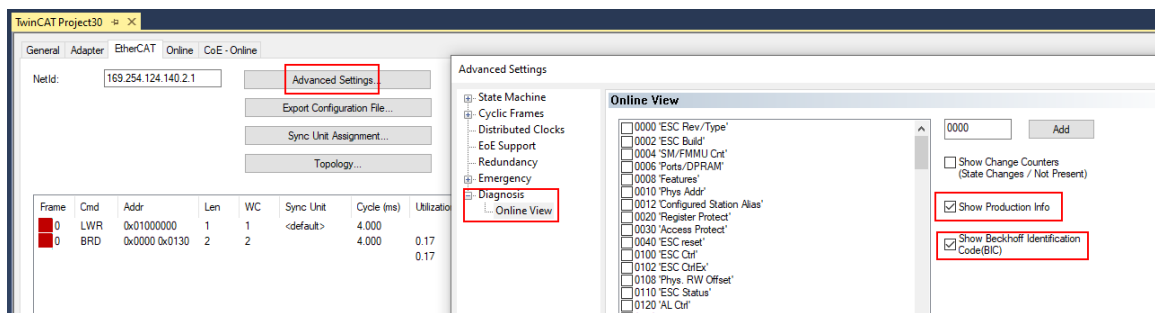 TwinCAT Project30
General Adapter EtherCAT Online CoE - Online
NetId: 169.254.124.140.2.1
Advanced Settings...
Export Configuration File...
Sync Unit Assignment...
Topology...
Frame Cmd Addr Len WC Sync Unit Cycle (ms) Utilizatio
0 LWR 0x01000000 1 1 <default> 4.000
0 BRD 0x0000 0x0130 2 2 4.000 0.17
0.17
Advanced Settings
State Machine
Cyclic Frames
Distributed Clocks
EoE Support
Redundancy
Emergency
Diagnosis
Online View
Online View
0000 'ESC Rev/Type'
0002 'ESC Build'
0004 'SM/FMMU Cnt'
0006 'Ports/DPRAM'
0008 'Features'
0010 'Phys Addr'
0012 'Configured Station Alias'
0020 'Register Protect'
0030 'Access Protect'
0040 'ESC reset'
0100 'ESC Ctrl'
0102 'ESC CtrlEx'
0108 'Phys. RW Offset'
0110 'ESC Status'
0120 'AL Ctrl'
0000 Add
Show Change Counters
(State Changes / Not Present)
Show Production Info
Show Beckhoff Identification
Code(BIC)